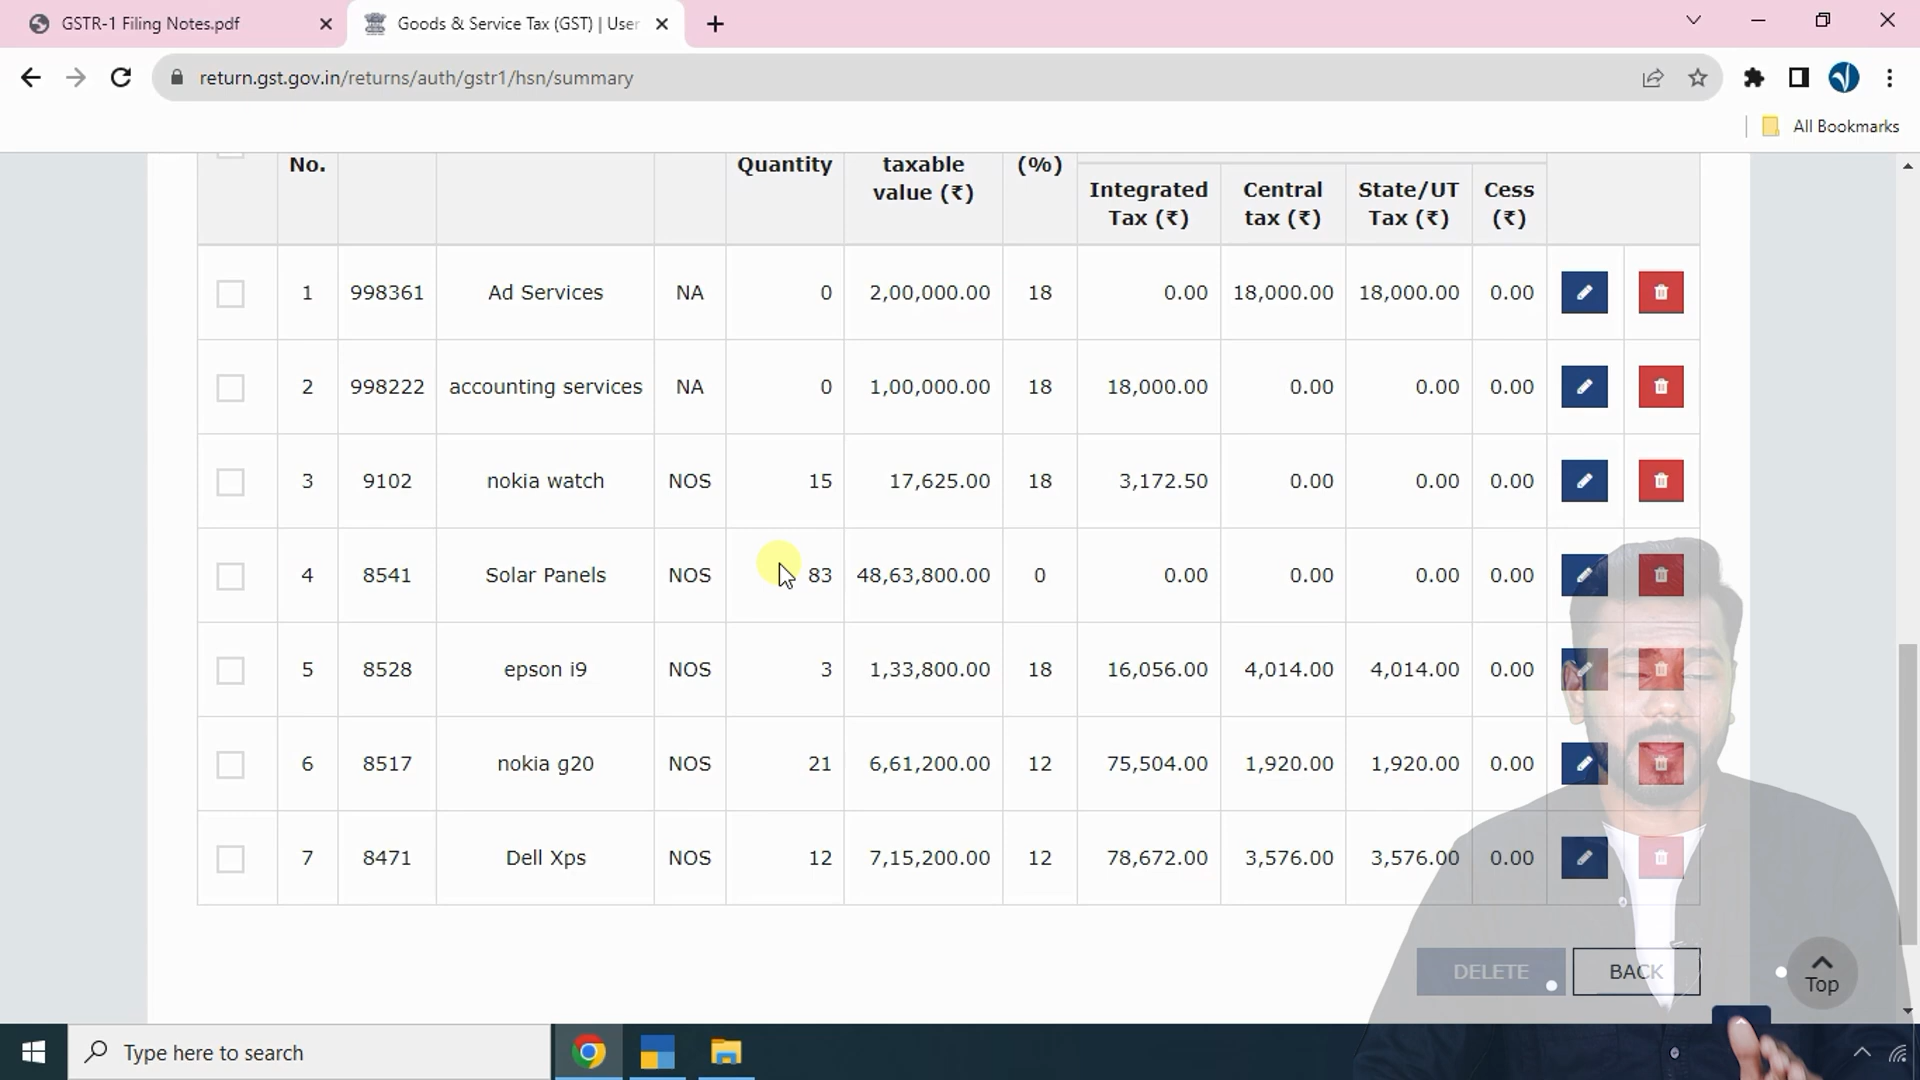 GSTR-1 Filing Notes.pdf
Goods & Service Tax (GST) | User
return.gst.gov.in/returns/auth/gstr1/hsn/summary
All Bookmarks
No. Quantity taxable value (₹) (%)
Integrated Tax (₹) Central tax (₹) State/UT Tax (₹) Cess (₹)
1 998361 Ad Services NA 0 2,00,000.00 18 0.00 18,000.00 18,000.00 0.00
2 998222 accounting services NA 0 1,00,000.00 18 18,000.00 0.00 0.00 0.00
3 9102 nokia watch NOS 15 17,625.00 18 3,172.50 0.00 0.00 0.00
4 8541 Solar Panels NOS 83 48,63,800.00 0 0.00 0.00 0.00 0.00
5 8528 epson i9 NOS 3 1,33,800.00 18 16,056.00 4,014.00 4,014.00 0.00
6 8517 nokia g20 NOS 21 6,61,200.00 12 75,504.00 1,920.00 1,920.00 0.00
7 8471 Dell Xps NOS 12 7,15,200.00 12 78,672.00 3,576.00 3,576.00 0.00
DELETE BACK
Top
Type here to search